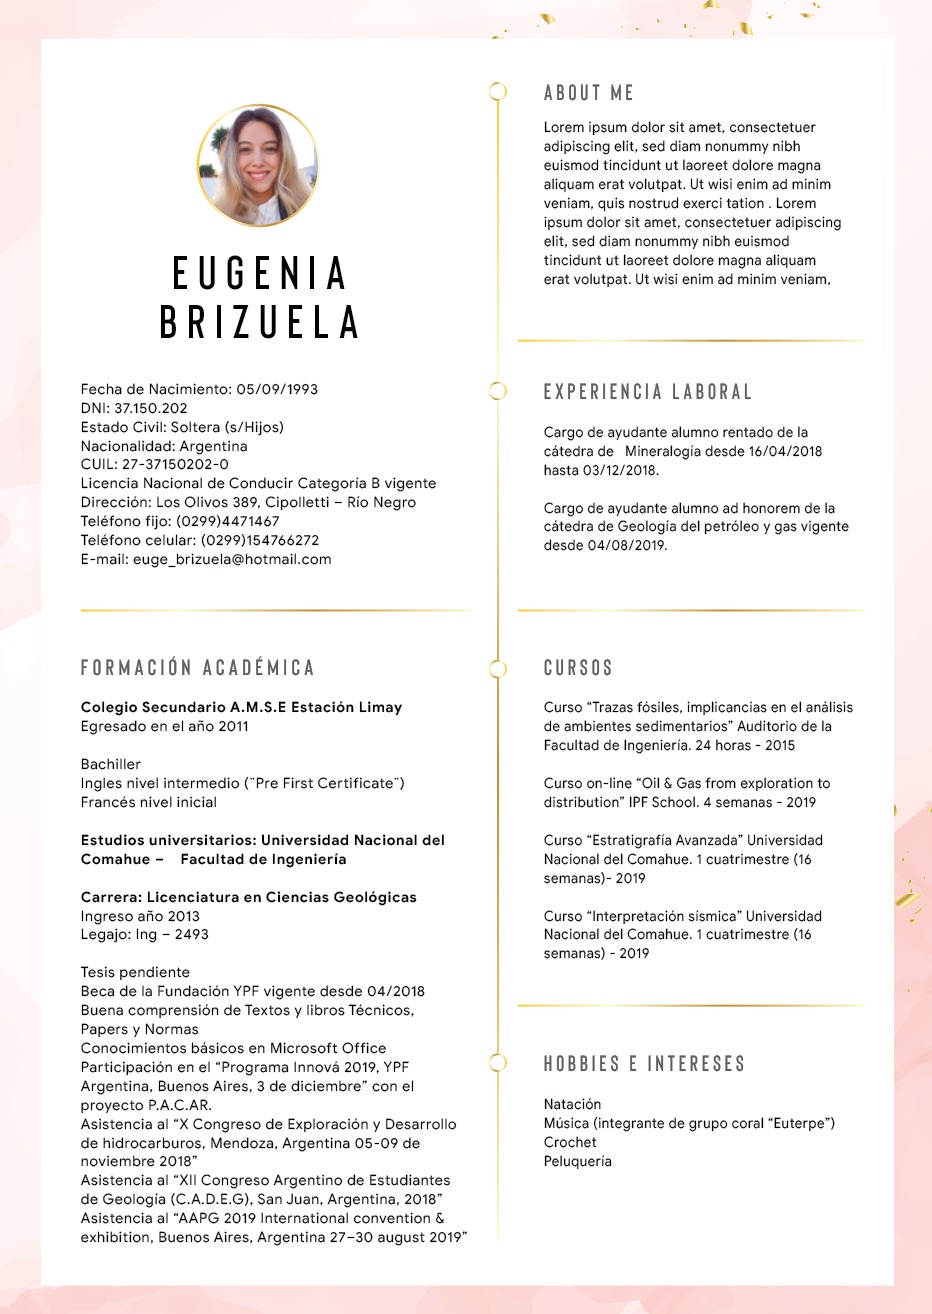 EUGENIA
BRIZUELA
Fecha de Nacimiento: 05/09/1993
DNI: 37.150.202
Estado Civil: Soltera (s/Hijos)
Nacionalidad: Argentina
CUIL: 27-37150202-0
Licencia Nacional de Conducir Categoría B vigente
Dirección: Los Olivos 389, Cipolletti – Río Negro
Teléfono fijo: (0299)4471467
Teléfono celular: (0299)154766272
E-mail: euge_brizuela@hotmail.com
FORMACIÓN ACADÉMICA
Colegio Secundario A.M.S.E Estación Limay
Egresado en el año 2011
Bachiller
Ingles nivel intermedio (¨Pre First Certificate¨)
Francés nivel inicial
Estudios universitarios: Universidad Nacional del
Comahue – Facultad de Ingeniería
Carrera: Licenciatura en Ciencias Geológicas
Ingreso año 2013
Legajo: Ing – 2493
Tesis pendiente
Beca de la Fundación YPF vigente desde 04/2018
Buena comprensión de Textos y libros Técnicos,
Papers y Normas
Conocimientos básicos en Microsoft Office
Participación en el “Programa Innová 2019, YPF
Argentina, Buenos Aires, 3 de diciembre” con el
proyecto P.A.C.AR.
Asistencia al “X Congreso de Exploración y Desarrollo
de hidrocarburos, Mendoza, Argentina 05-09 de
noviembre 2018”
Asistencia al “XII Congreso Argentino de Estudiantes
de Geología (C.A.D.E.G), San Juan, Argentina, 2018”
Asistencia al “AAPG 2019 International convention &
exhibition, Buenos Aires, Argentina 27–30 august 2019”
ABOUT ME
Lorem ipsum dolor sit amet, consectetuer
adipiscing elit, sed diam nonummy nibh
euismod tincidunt ut laoreet dolore magna
aliquam erat volutpat. Ut wisi enim ad minim
veniam, quis nostrud exerci tation . Lorem
ipsum dolor sit amet, consectetuer adipiscing
elit, sed diam nonummy nibh euismod
tincidunt ut laoreet dolore magna aliquam
erat volutpat. Ut wisi enim ad minim veniam,
EXPERIENCIA LABORAL
Cargo de ayudante alumno rentado de la
cátedra de Mineralogía desde 16/04/2018
hasta 03/12/2018.
Cargo de ayudante alumno ad honorem de la
cátedra de Geología del petróleo y gas vigente
desde 04/08/2019.
CURSOS
Curso “Trazas fósiles, implicancias en el análisis
de ambientes sedimentarios” Auditorio de la
Facultad de Ingeniería. 24 horas - 2015
Curso on-line “Oil & Gas from exploration to
distribution” IPF School. 4 semanas - 2019
Curso “Estratigrafía Avanzada” Universidad
Nacional del Comahue. 1 cuatrimestre (16
semanas)- 2019
Curso “Interpretación sísmica” Universidad
Nacional del Comahue. 1 cuatrimestre (16
semanas) - 2019
HOBBIES E INTERESES
Natación
Música (integrante de grupo coral “Euterpe”)
Crochet
Peluquería